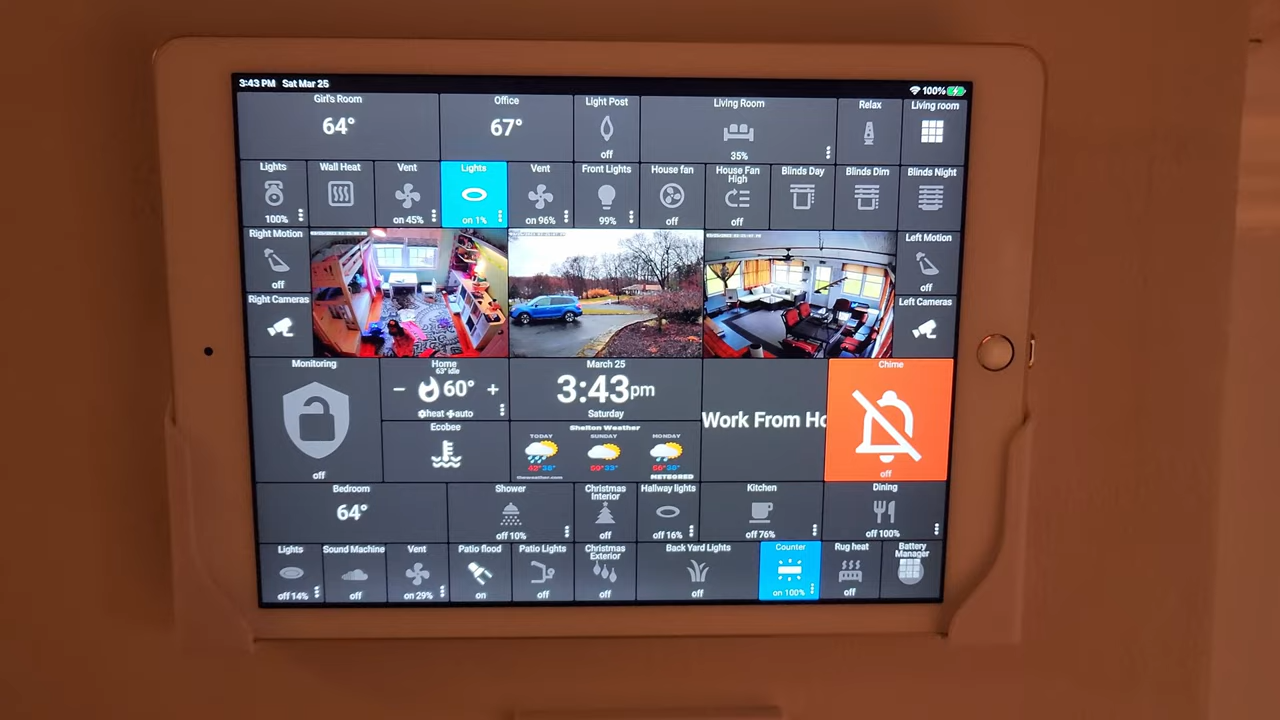 3:43 PM Sat Mar 25
100%
Girl's Room
64°
Office
67°
Light Post
off
Living Room
35%
Relax
Living room
Lights
100%
Wall Heat
Vent
on 45%
Lights
on 1%
Vent
on 96%
Front Lights
99%
House fan
off
House Fan
High
off
Blinds Day
Blinds Dim
Blinds Night
Right Motion
off
Right Cameras
Left Motion
off
Left Cameras
Monitoring
off
Home
63° Idle
− 60° +
heat auto
Ecobee
March 25
3:43pm
Saturday
Shelton Weather
TODAY
SUNDAY
MONDAY
METEORED
Work From Ho
Chime
off
Bedroom
64°
Shower
off 10%
Christmas
Interior
off
Hallway lights
off 16%
Kitchen
off 76%
Dining
off 100%
Lights
off 14%
Sound Machine
off
Vent
on 29%
Patio flood
on
Patio Lights
off
Christmas
Exterior
off
Back Yard Lights
off
Counter
on 100%
Rug heat
off
Battery
Manager